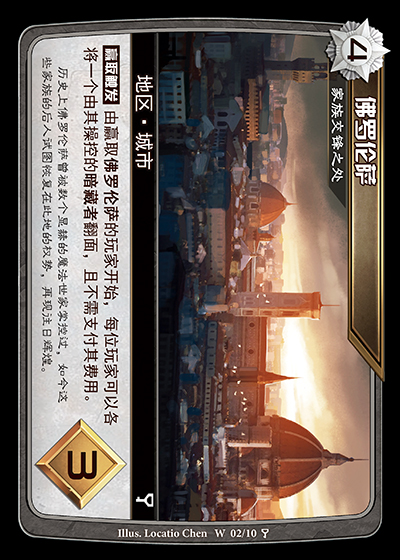 4
佛罗伦萨
家族交锋之处
地区·城市
赢取触发 由赢取佛罗伦萨的玩家开始，每位玩家可以各
将一个由其操控的暗藏者翻面，且不需支付其费用。
历史上佛罗伦萨曾被数个显赫的魔法世家掌控过，如今这
些家族的后人试图恢复在此地的权势，再现往日辉煌。
3
Illus. Locatio Chen W 02/10